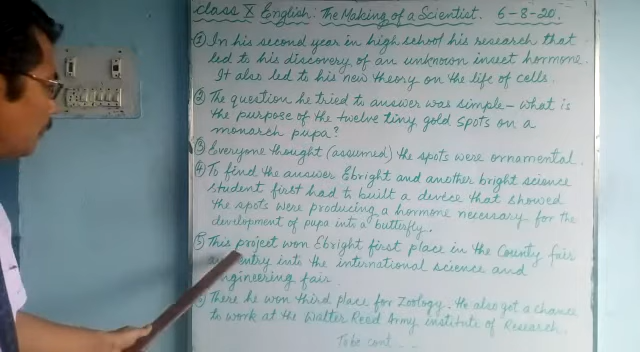 Class X English: The Making of a Scientist. 6-8-20.
① In his second year in high school his research that
led to his discovery of an unknown insect hormone.
It also led to his new theory on the life of cells.
② The question he tried to answer was simple – what is
the purpose of the twelve tiny gold spots on a
monarch pupa?
③ Everyone thought (assumed) the spots were ornamental.
④ To find the answer Ebright and another bright science
student first had to built a device that showed
the spots were producing a hormone necessary for the
development of pupa into a butterfly.
⑤ This project won Ebright first place in the County fair
entry into the international science and
engineering fair.
There he won third place for Zoology. He also got a chance
to work at the Walter Reed Army institute of Research.
To be cont...